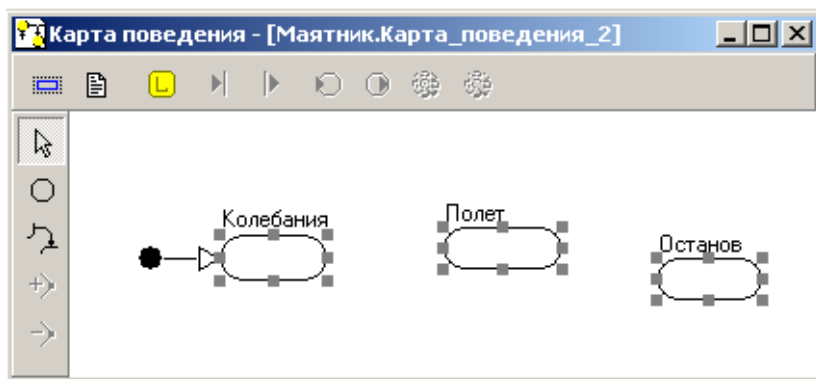 Карта поведения - [Маятник.Карта_поведения_2]
L
Колебания
Полет
Останов